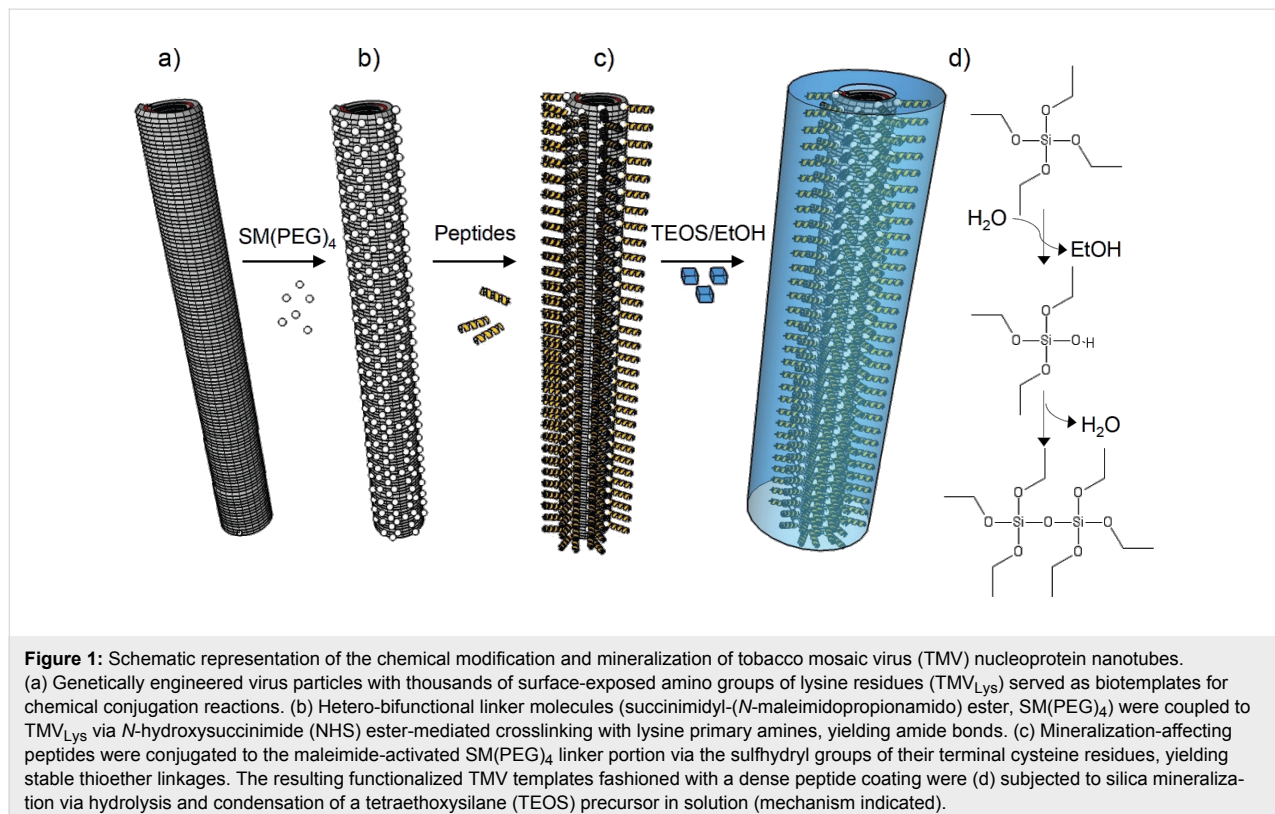 a)
b)
c)
d)
SM(PEG)4
Peptides
TEOS/EtOH
O
O
Si
O
O
H2O
EtOH
O
O
Si
O
H
O
H2O
O
O
O
Si
O
Si
O
O
O
Figure 1: Schematic representation of the chemical modification and mineralization of tobacco mosaic virus (TMV) nucleoprotein nanotubes.
(a) Genetically engineered virus particles with thousands of surface-exposed amino groups of lysine residues (TMVLys) served as biotemplates for
chemical conjugation reactions. (b) Hetero-bifunctional linker molecules (succinimidyl-(N-maleimidopropionamido) ester, SM(PEG)4) were coupled to
TMVLys via N-hydroxysuccinimide (NHS) ester-mediated crosslinking with lysine primary amines, yielding amide bonds. (c) Mineralization-affecting
peptides were conjugated to the maleimide-activated SM(PEG)4 linker portion via the sulfhydryl groups of their terminal cysteine residues, yielding
stable thioether linkages. The resulting functionalized TMV templates fashioned with a dense peptide coating were (d) subjected to silica mineraliza-
tion via hydrolysis and condensation of a tetraethoxysilane (TEOS) precursor in solution (mechanism indicated).